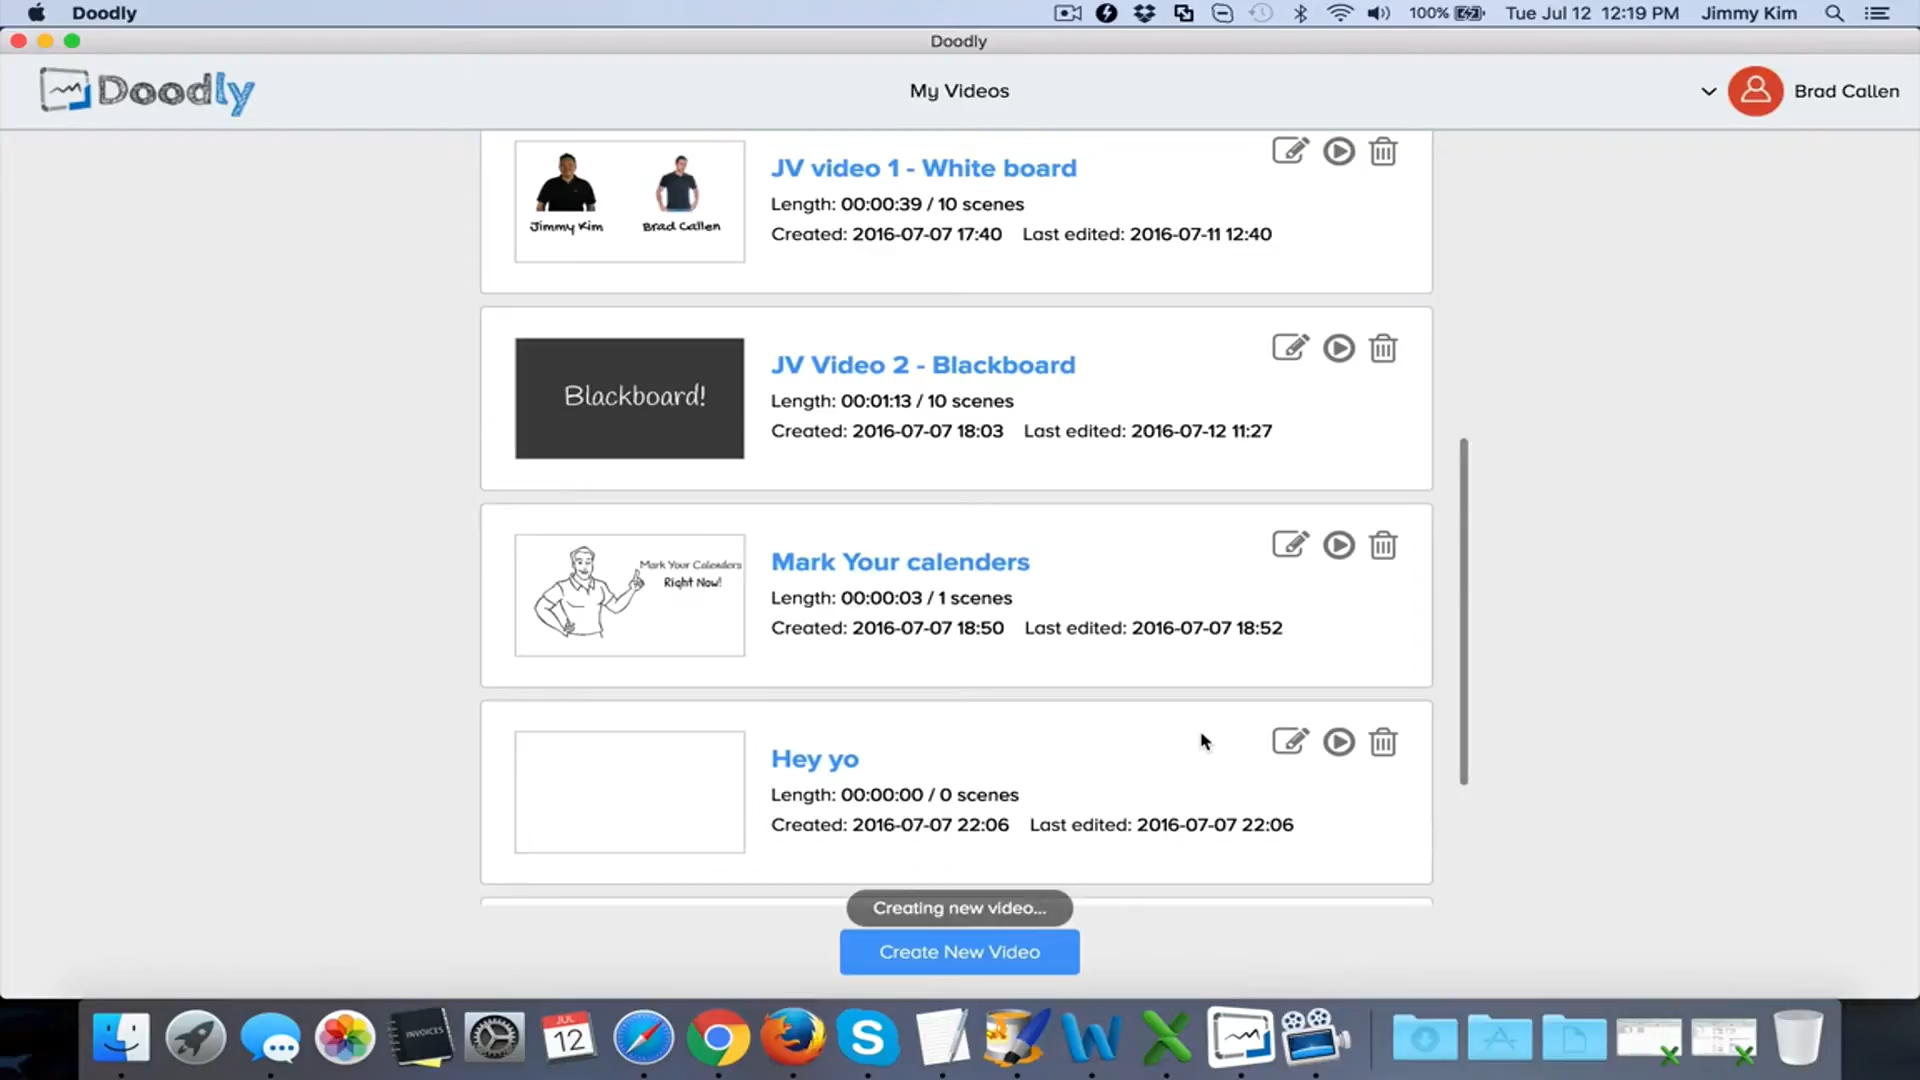 Doodly
100%
Tue Jul 12 12:19 PM
Jimmy Kim
Doodly
Doodly
My Videos
Brad Callen
Jimmy Kim
Brad Callen
JV video 1 - White board
Length: 00:00:39 / 10 scenes
Created: 2016-07-07 17:40 Last edited: 2016-07-11 12:40
Blackboard!
JV Video 2 - Blackboard
Length: 00:01:13 / 10 scenes
Created: 2016-07-07 18:03 Last edited: 2016-07-12 11:27
Mark Your Calenders
Right Now!
Mark Your calenders
Length: 00:00:03 / 1 scenes
Created: 2016-07-07 18:50 Last edited: 2016-07-07 18:52
Hey yo
Length: 00:00:00 / 0 scenes
Created: 2016-07-07 22:06 Last edited: 2016-07-07 22:06
Creating new video...
Create New Video
INVOICES
JUL
12